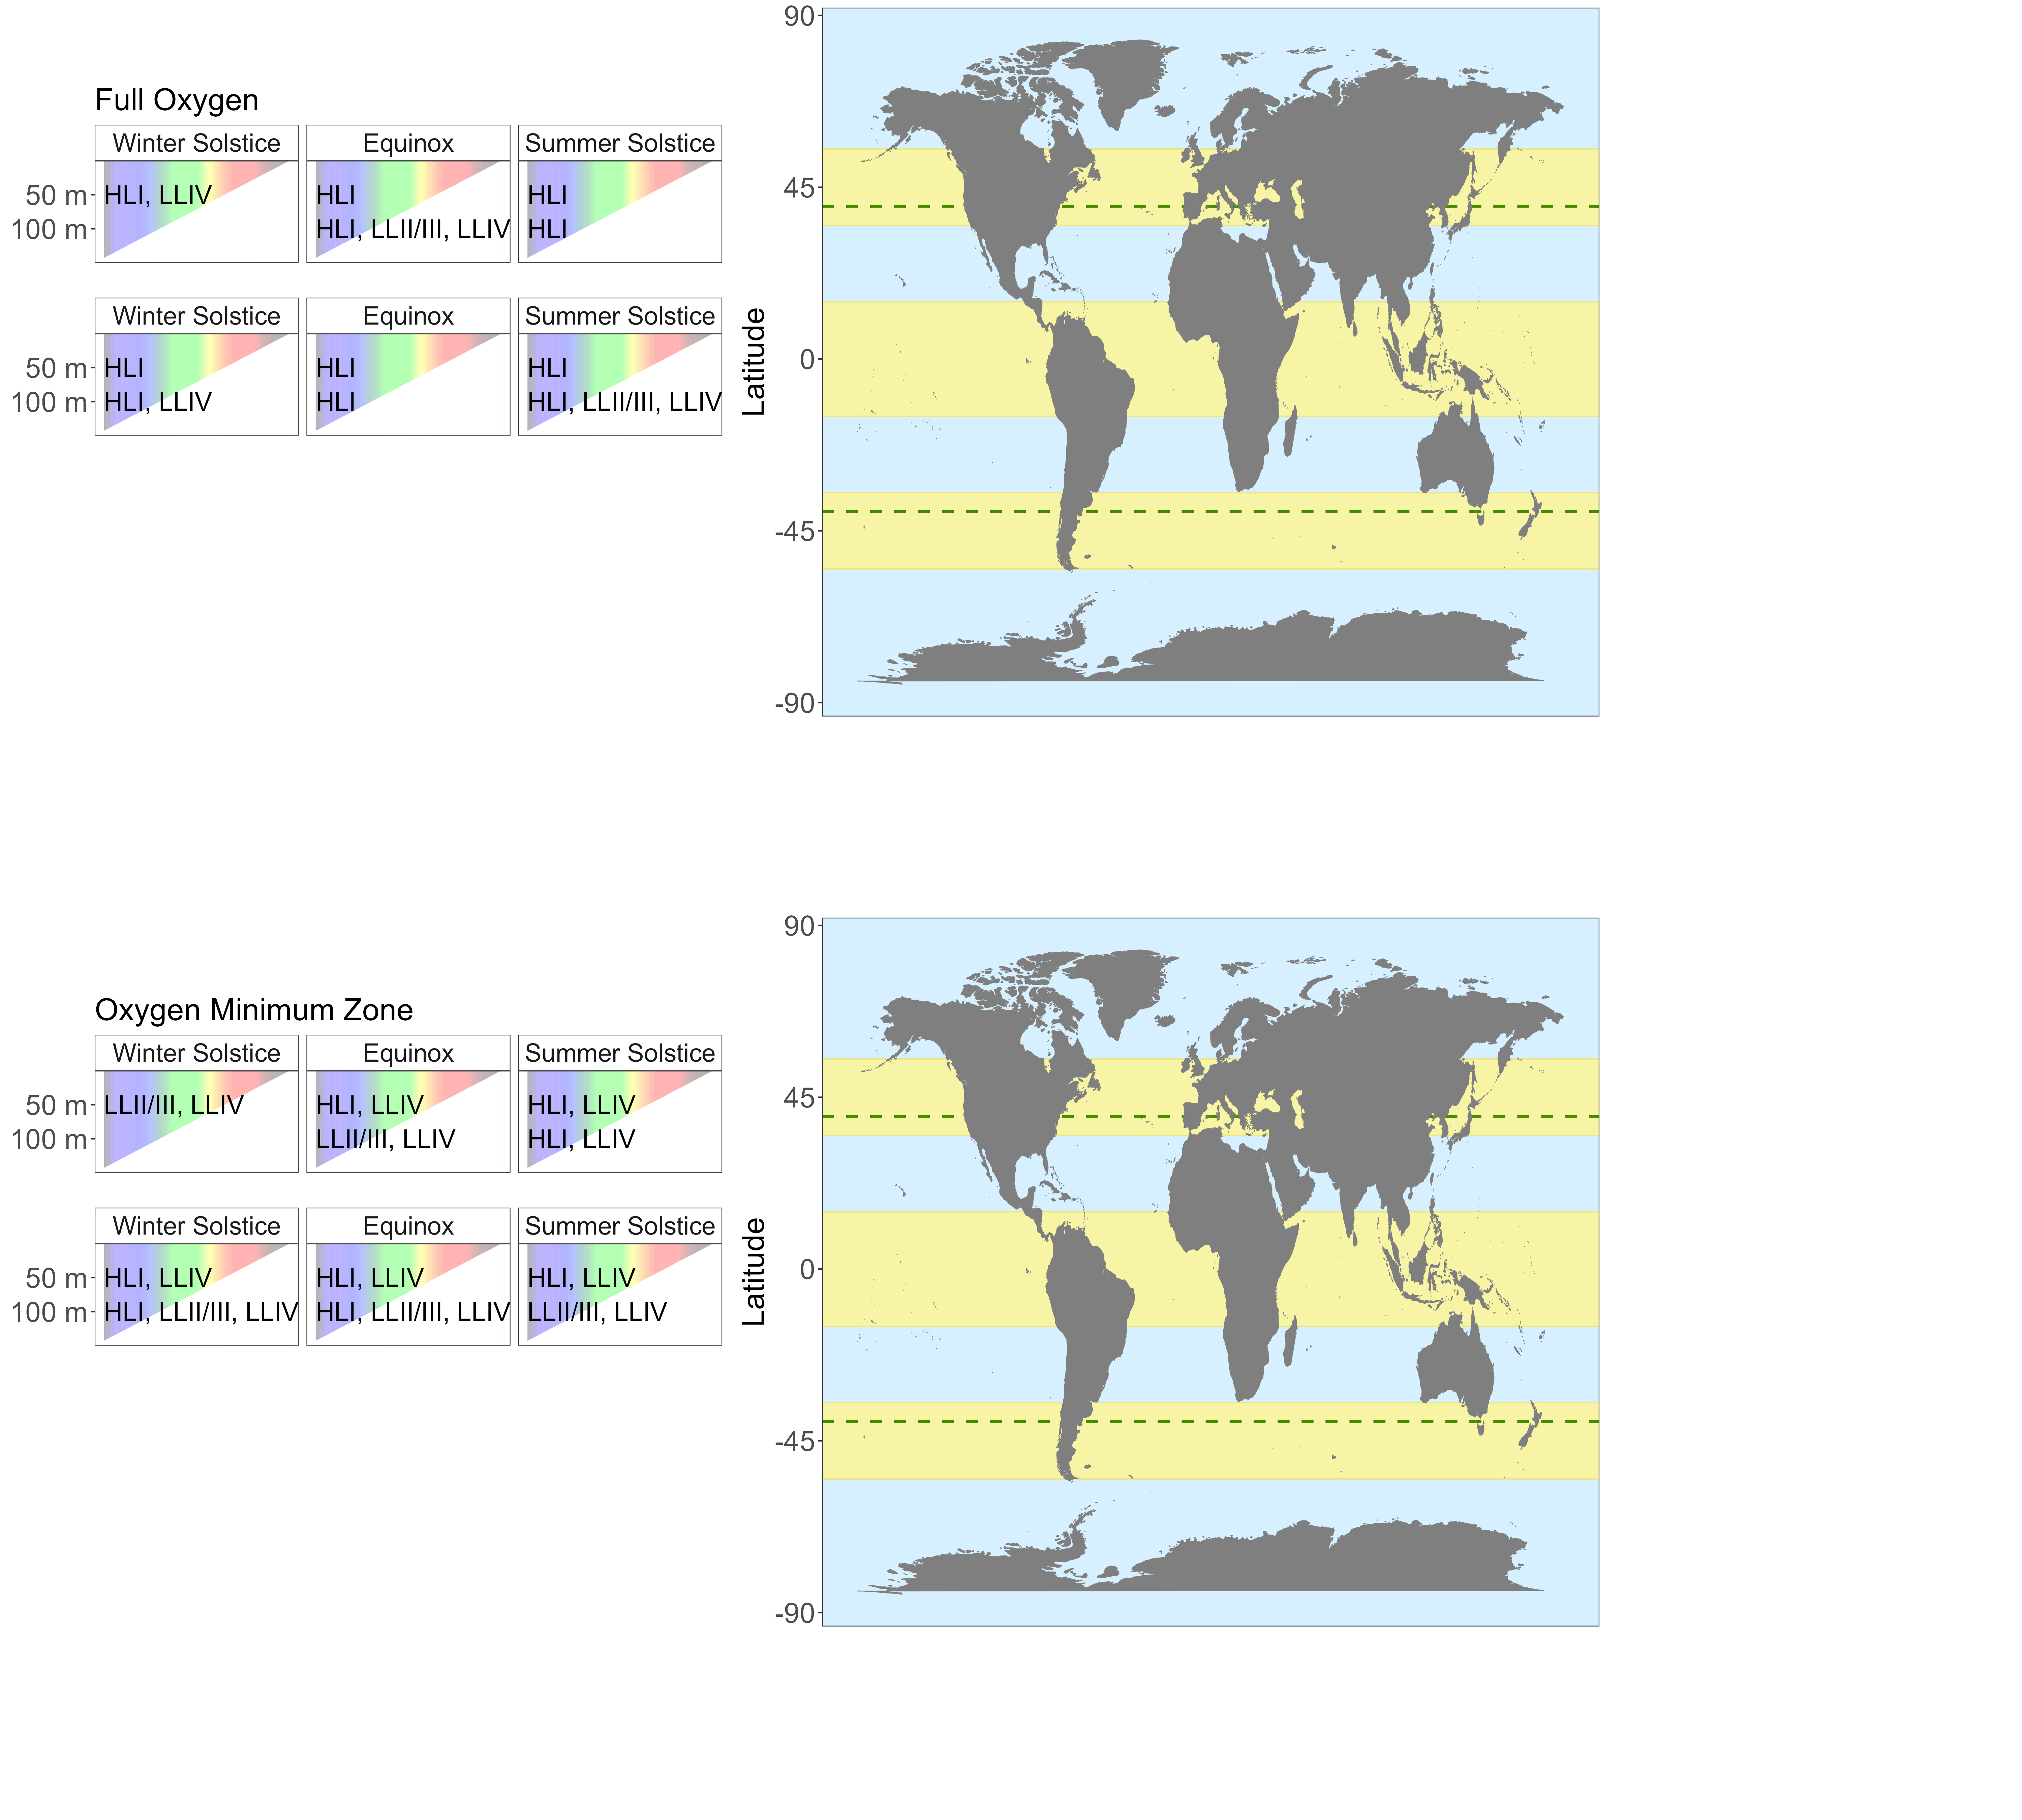 Full Oxygen
Winter Solstice Equinox Summer Solstice
50 m HLI, LLIV HLI HLI
100 m HLI, LLII/III, LLIV HLI
Winter Solstice Equinox Summer Solstice
50 m HLI HLI HLI
100 m HLI, LLIV HLI HLI, LLII/III, LLIV
Latitude
90
45
0
-45
-90
Oxygen Minimum Zone
Winter Solstice Equinox Summer Solstice
50 m LLII/III, LLIV HLI, LLIV HLI, LLIV
100 m LLII/III, LLIV HLI, LLIV
Winter Solstice Equinox Summer Solstice
50 m HLI, LLIV HLI, LLIV HLI, LLIV
100 m HLI, LLII/III, LLIV HLI, LLII/III, LLIV LLII/III, LLIV
Latitude
90
45
0
-45
-90